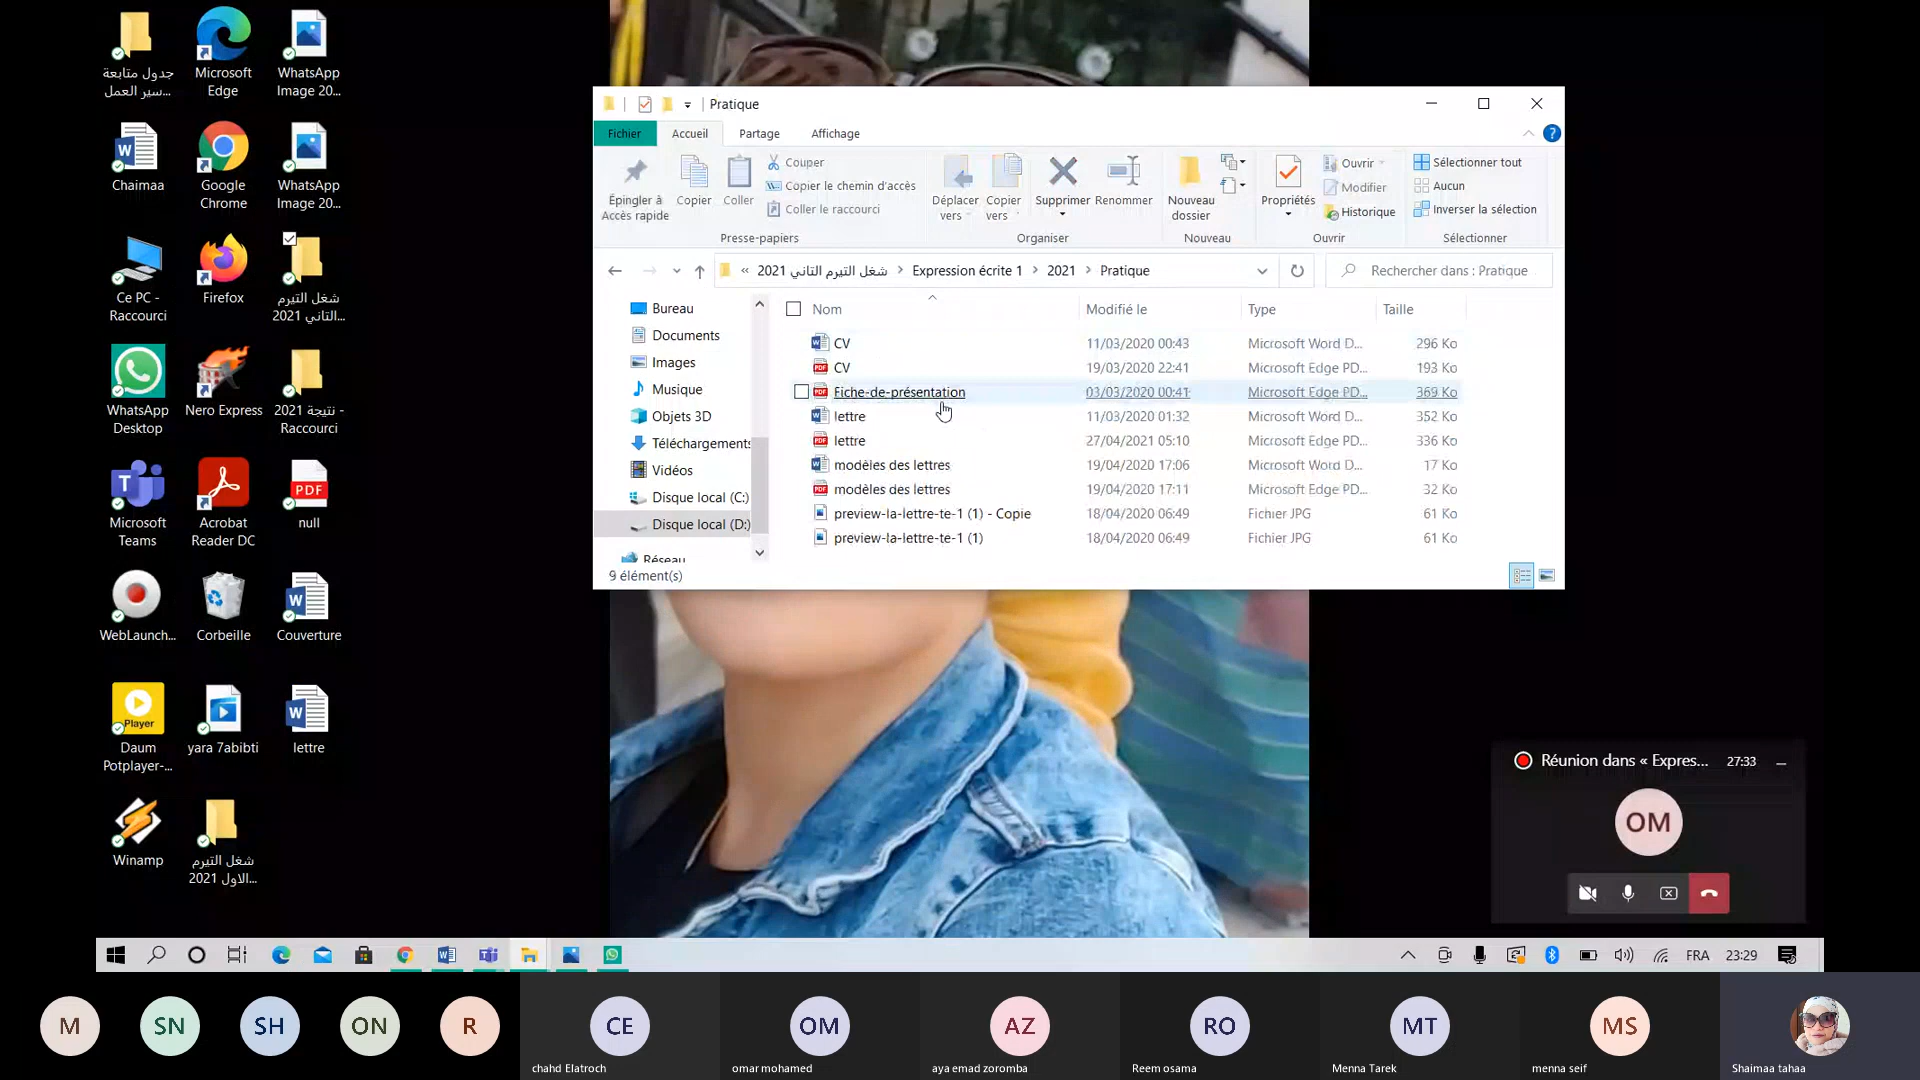 جدول متابعة
سير العمل...
Microsoft
Edge
WhatsApp
Image 20...
Chaimaa
Google
Chrome
WhatsApp
Image 20...
Ce PC -
Raccourci
Firefox
شغل التيرم
التاني 2021...
WhatsApp
Desktop
Nero Express
نتيجة 2021 -
Raccourci
Microsoft
Teams
Acrobat
Reader DC
PDF
null
WebLaunch...
Corbeille
Couverture
Player
Daum
Potplayer-...
yara 7abibti
lettre
Winamp
شغل التيرم
الاول 2021...
Pratique
Fichier
Accueil
Partage
Affichage
Épingler à
Accès rapide
Copier
Coller
Couper
Copier le chemin d'accès
Coller le raccourci
Presse-papiers
Déplacer
vers
Copier
vers
Supprimer
Renommer
Organiser
Nouveau
dossier
Nouveau
Propriétés
Ouvrir
Modifier
Historique
Ouvrir
Sélectionner tout
Aucun
Inverser la sélection
Sélectionner
« شغل التيرم التاني 2021 > Expression écrite 1 > 2021 > Pratique
Rechercher dans : Pratique
Bureau
Documents
Images
Musique
Objets 3D
Téléchargements
Vidéos
Disque local (C:)
Disque local (D:)
Réseau
Nom Modifié le Type Taille
CV 11/03/2020 00:43 Microsoft Word D... 296 Ko
CV 19/03/2020 22:41 Microsoft Edge PD... 193 Ko
Fiche-de-présentation 03/03/2020 00:41 Microsoft Edge PD... 369 Ko
lettre 11/03/2020 01:32 Microsoft Word D... 352 Ko
lettre 27/04/2021 05:10 Microsoft Edge PD... 336 Ko
modèles des lettres 19/04/2020 17:06 Microsoft Word D... 17 Ko
modèles des lettres 19/04/2020 17:11 Microsoft Edge PD... 32 Ko
preview-la-lettre-te-1 (1) - Copie 18/04/2020 06:49 Fichier JPG 61 Ko
preview-la-lettre-te-1 (1) 18/04/2020 06:49 Fichier JPG 61 Ko
9 élément(s)
Réunion dans « Expres... 27:33
OM
FRA 23:29
M
SN
SH
ON
R
CE
chahd Elatroch
OM
omar mohamed
AZ
aya emad zoromba
RO
Reem osama
MT
Menna Tarek
MS
menna seif
Shaimaa tahaa